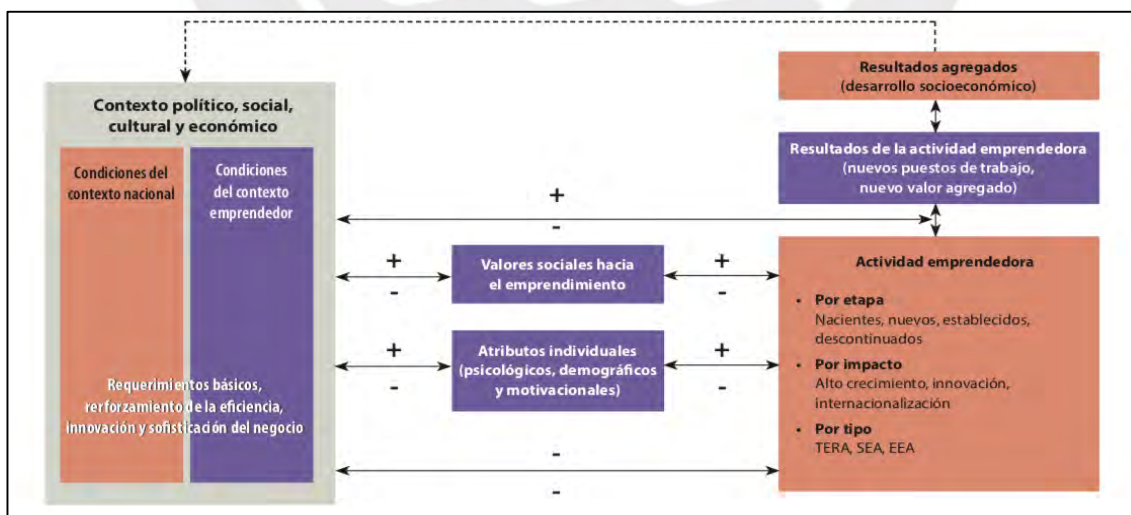 Contexto político, social,
cultural y económico
Condiciones del
contexto nacional
Condiciones
del contexto
emprendedor
Requerimientos básicos,
rerforzamiento de la eficiencia,
innovación y sofisticación del negocio
+
-
+
-
Valores sociales hacia
el emprendimiento
+
-
+
-
Atributos individuales
(psicológicos, demográficos
y motivacionales)
+
-
-
-
Resultados agregados
(desarrollo socioeconómico)
Resultados de la actividad emprendedora
(nuevos puestos de trabajo,
nuevo valor agregado)
Actividad emprendedora
• Por etapa
Nacientes, nuevos, establecidos,
descontinuados
• Por impacto
Alto crecimiento, innovación,
internacionalización
• Por tipo
TERA, SEA, EEA